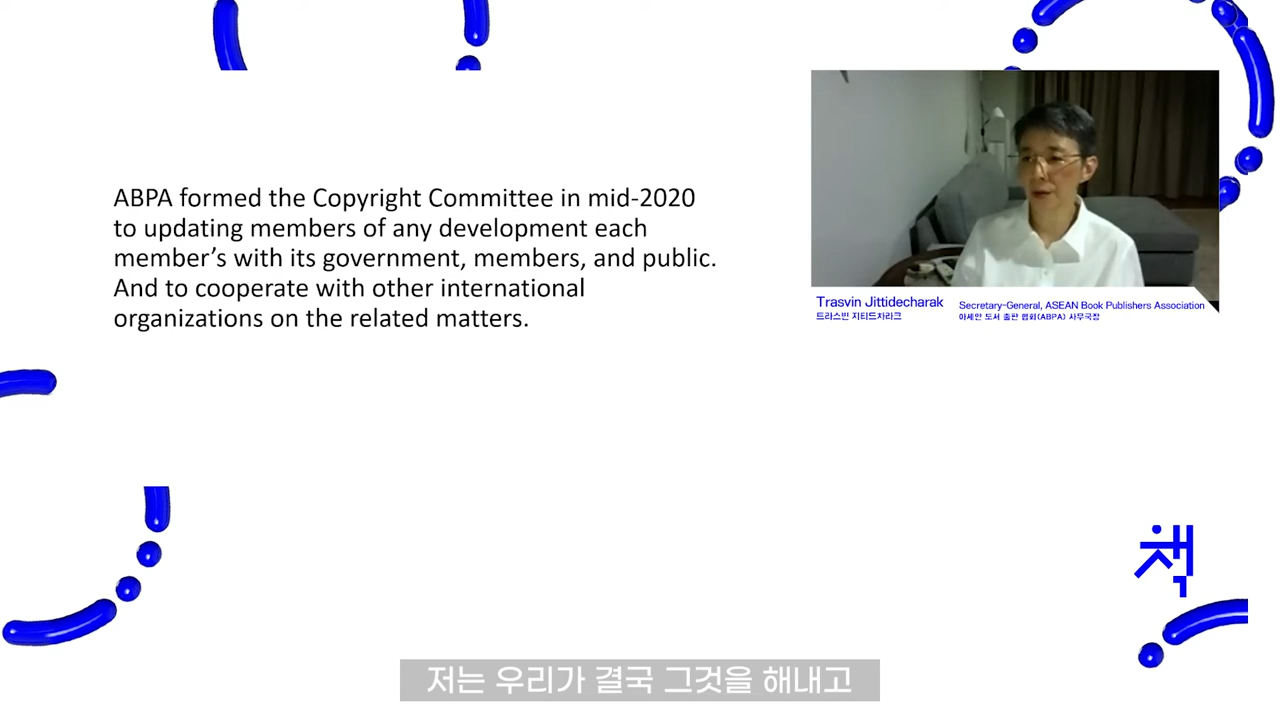 ABPA formed the Copyright Committee in mid-2020
to updating members of any development each
member's with its government, members, and public.
And to cooperate with other international
organizations on the related matters.
Trasvin Jittidecharak
트라스빈 지티드차라크
Secretary-General, ASEAN Book Publishers Association
아세안 도서 출판 협회(ABPA) 사무국장
책
저는 우리가 결국 그것을 해내고